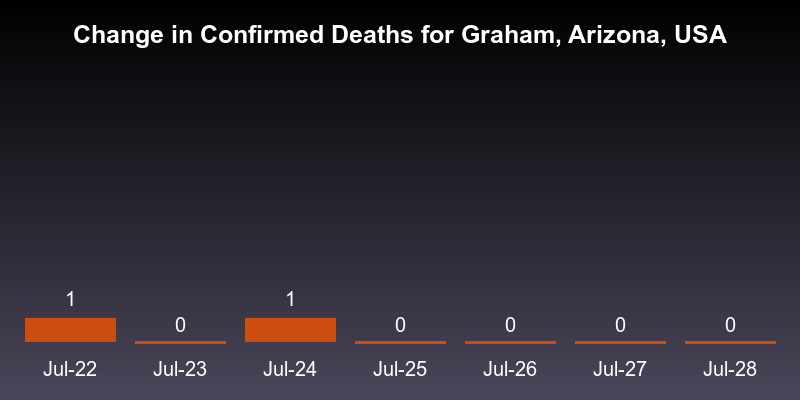 Change in Confirmed Deaths for Graham, Arizona, USA
1 0 1 0 0 0 0
Jul-22 Jul-23 Jul-24 Jul-25 Jul-26 Jul-27 Jul-28